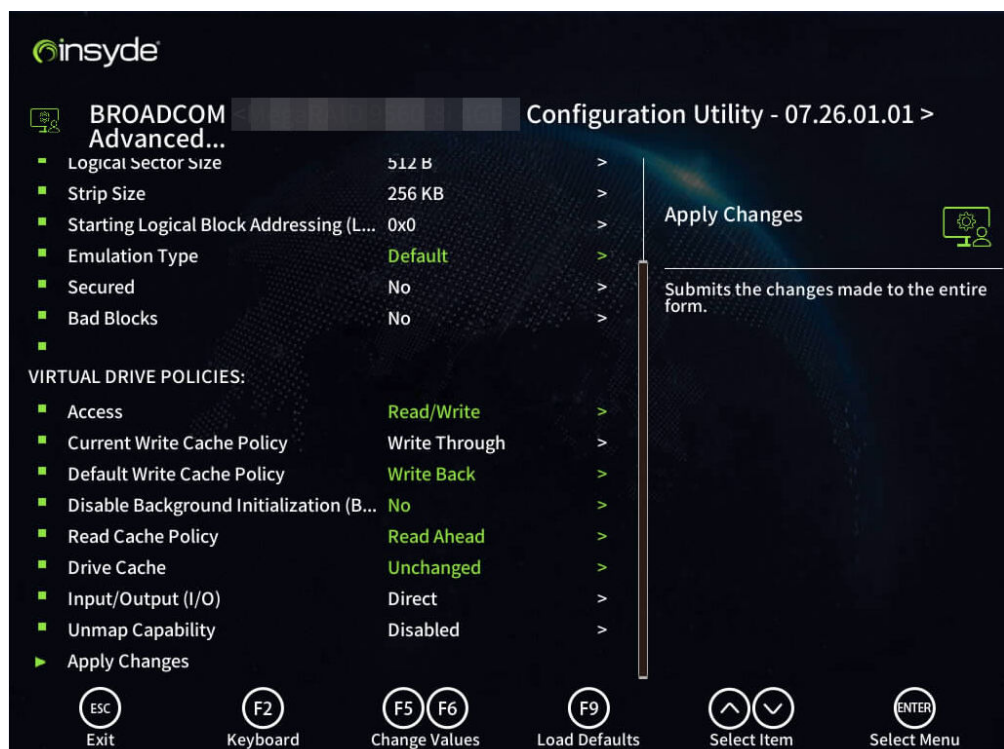 insyde
BROADCOM Configuration Utility - 07.26.01.01 >
Advanced...
Logical Sector Size 512 B >
Strip Size 256 KB >
Starting Logical Block Addressing (L... 0x0 >
Emulation Type Default >
Secured No >
Bad Blocks No >
VIRTUAL DRIVE POLICIES:
Access Read/Write >
Current Write Cache Policy Write Through >
Default Write Cache Policy Write Back >
Disable Background Initialization (B... No >
Read Cache Policy Read Ahead >
Drive Cache Unchanged >
Input/Output (I/O) Direct >
Unmap Capability Disabled >
Apply Changes
Apply Changes
Submits the changes made to the entire
form.
ESC F2 F5 F6 F9 ENTER
Exit Keyboard Change Values Load Defaults Select Item Select Menu